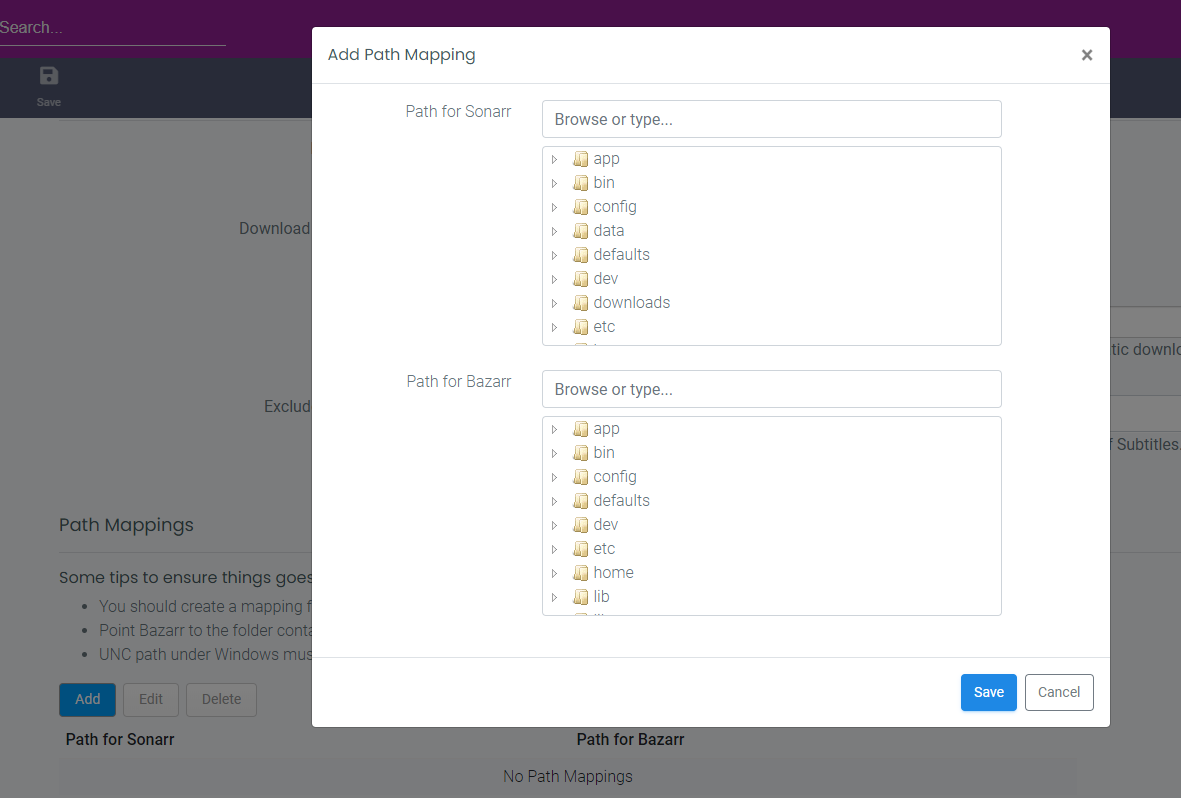 Search...
Save
Add Path Mapping
×
Path for Sonarr
Browse or type...
app
bin
config
data
defaults
dev
downloads
etc
Path for Bazarr
Browse or type...
app
bin
config
defaults
dev
etc
home
lib
Save
Cancel
Download
tic downlo
Exclud
f Subtitles.
Path Mappings
Some tips to ensure things goes
You should create a mapping f
Point Bazarr to the folder conta
UNC path under Windows mus
Add
Edit
Delete
Path for Sonarr
Path for Bazarr
No Path Mappings